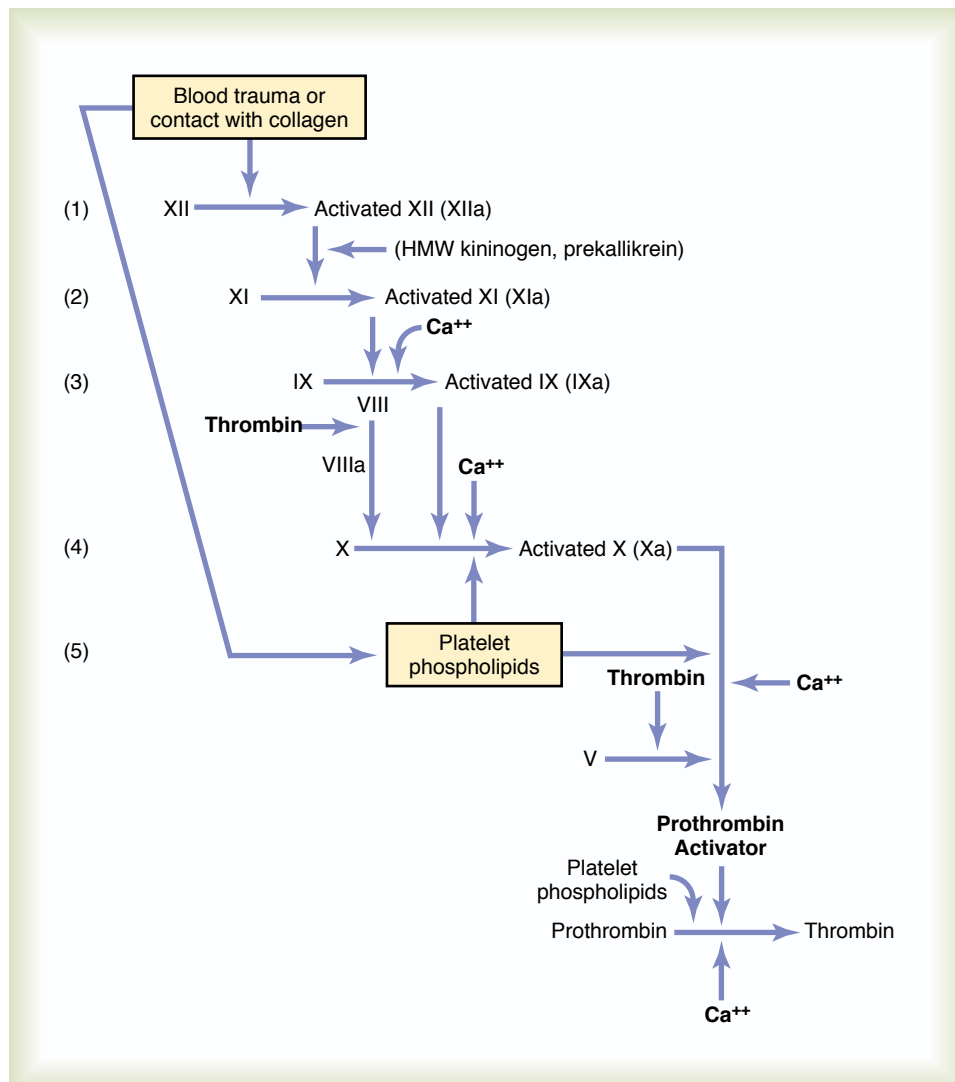 Blood trauma or
contact with collagen
(1)
XII
Activated XII (XIIa)
(HMW kininogen, prekallikrein)
(2)
XI
Activated XI (XIa)
Ca++
(3)
IX
Activated IX (IXa)
VIII
Thrombin
VIIIa
Ca++
(4)
X
Activated X (Xa)
(5)
Platelet
phospholipids
Thrombin
Ca++
V
Prothrombin
Activator
Platelet
phospholipids
Prothrombin
Thrombin
Ca++